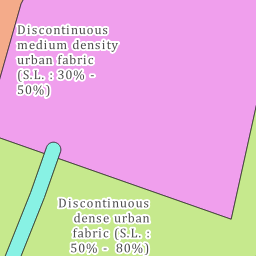 Discontinuous
medium density
urban fabric
(S.L. : 30% -
50%)
Discontinuous
dense urban
fabric (S.L. :
50% -  80%)